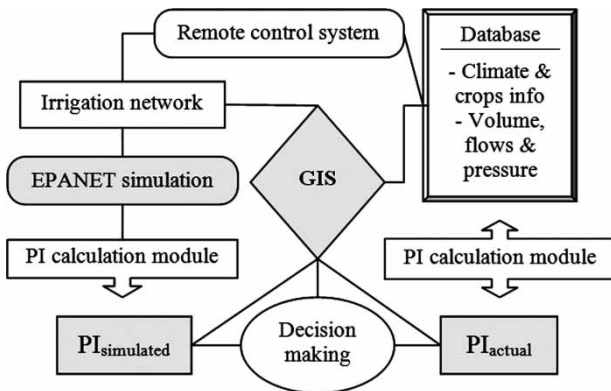 Remote control system
Database
- Climate &
crops info
- Volume,
flows &
pressure
Irrigation network
EPANET simulation
GIS
PI calculation module
PI calculation module
PIsimulated
Decision
making
PIactual